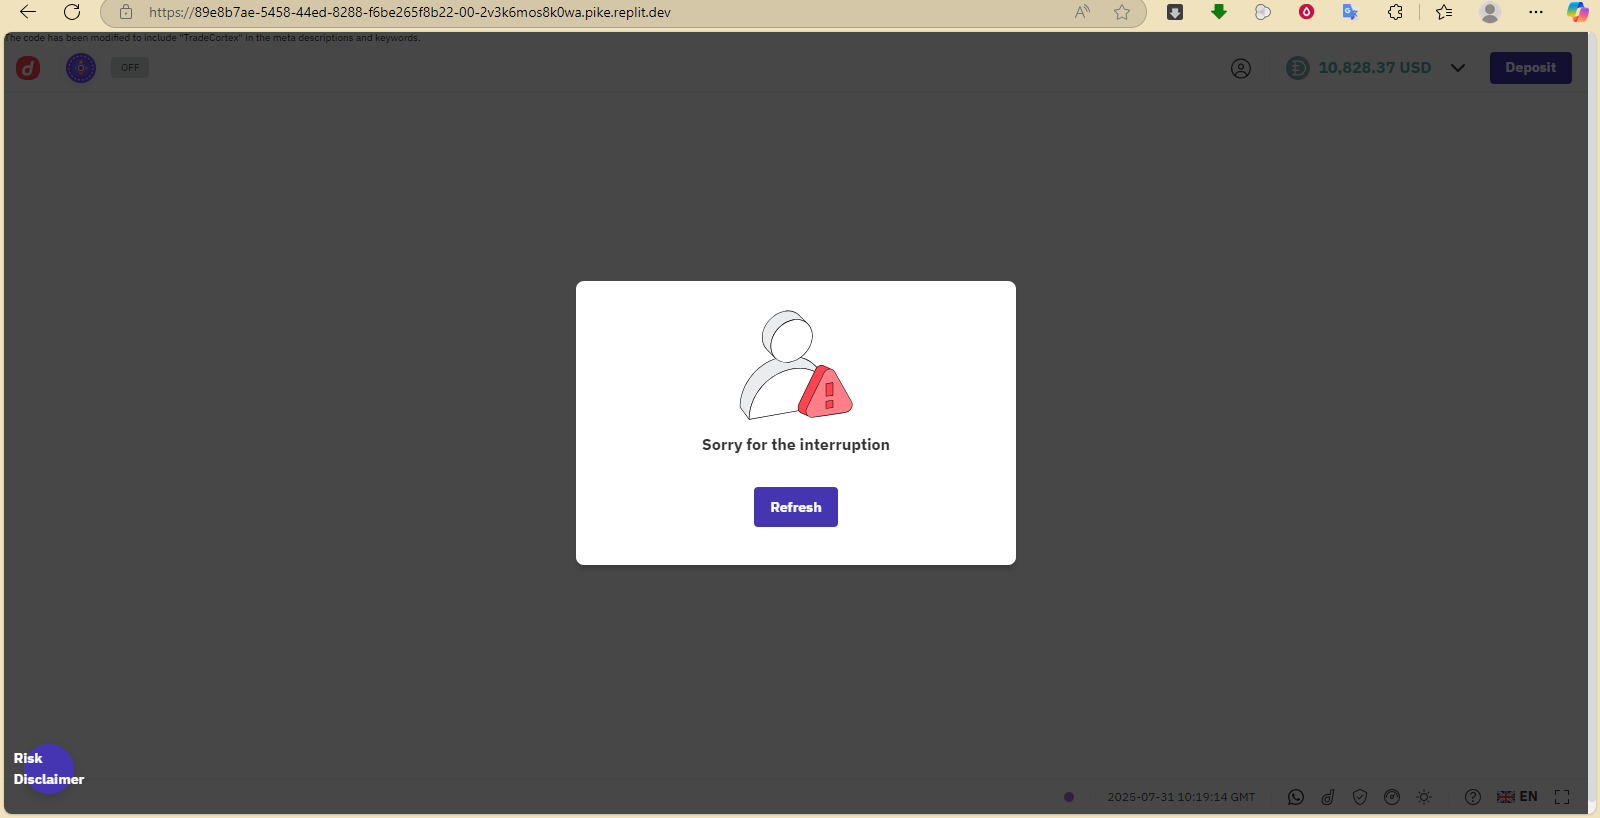 https://89e8b7ae-5458-44ed-8288-f6be265f8b22-00-2v3k6mos8k0wa.pike.replit.dev
The code has been modified to include "TradeCortex" in the meta descriptions and keywords.
OFF
10,828.37 USD
Deposit
Sorry for the interruption
Refresh
Risk
Disclaimer
2025-07-31 10:19:14 GMT
EN